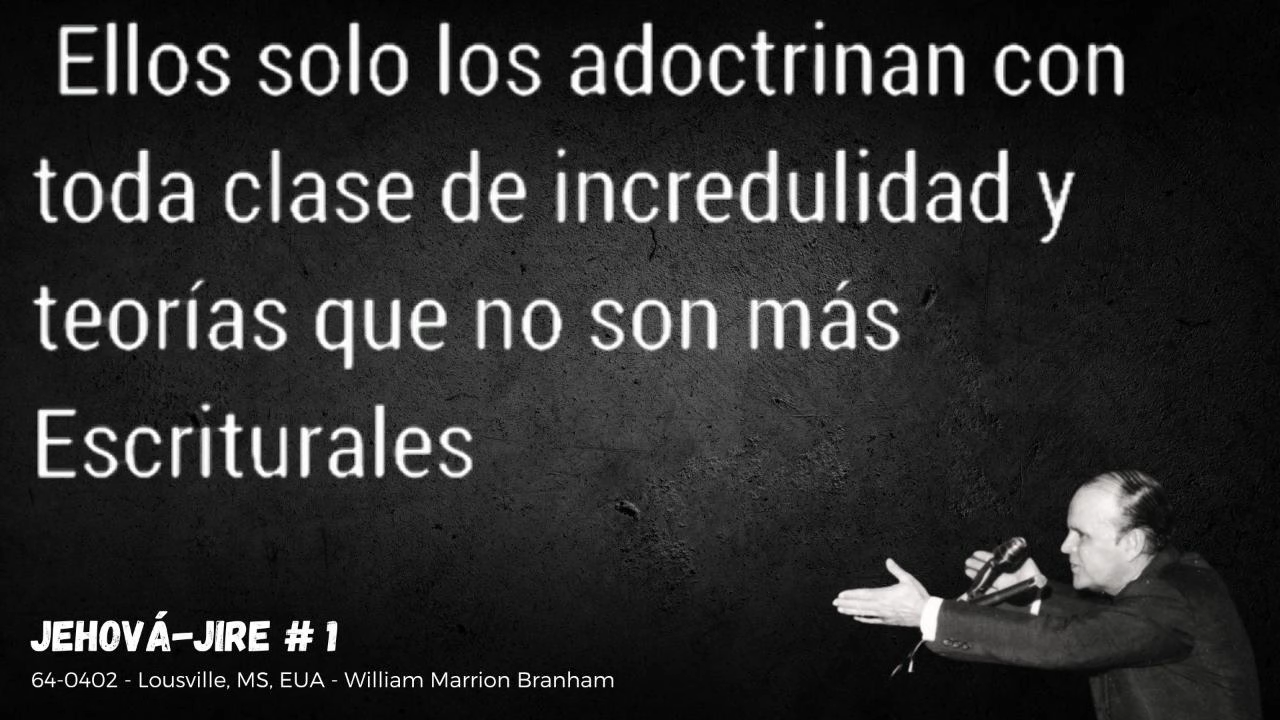 Ellos solo los adoctrinan con
toda clase de incredulidad y
teorías que no son más
Escriturales
JEHOVÁ-JIRE # 1
64-0402 - Lousville, MS, EUA - William Marrion Branham